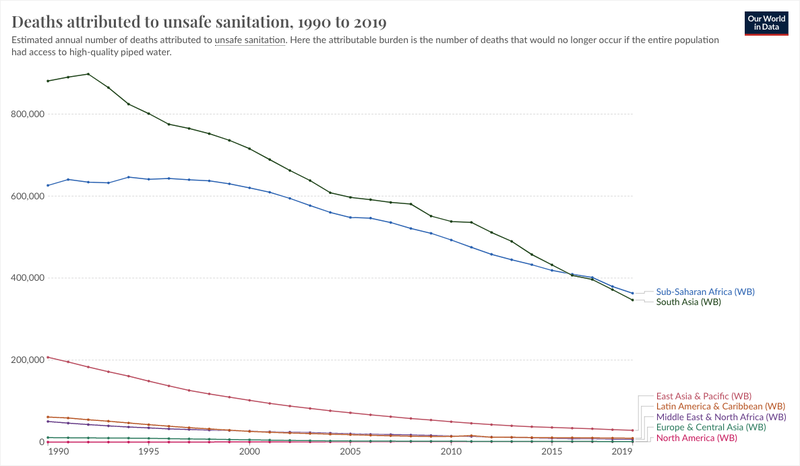 Deaths attributed to unsafe sanitation, 1990 to 2019
Our World
in Data
Estimated annual number of deaths attributed to unsafe sanitation. Here the attributable burden is the number of deaths that would no longer occur if the entire population
had access to high-quality piped water.
800,000
600,000
400,000
200,000
0
Sub-Saharan Africa (WB)
South Asia (WB)
East Asia & Pacific (WB)
Latin America & Caribbean (WB)
Middle East & North Africa (WB)
Europe & Central Asia (WB)
North America (WB)
1990
1995
2000
2005
2010
2015
2019